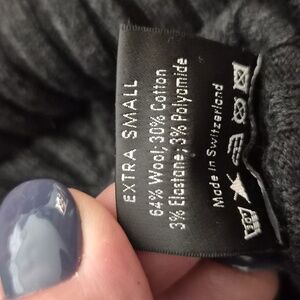 EXTRA SMALL
64% Wool; 30% Cotton
3% Elastane; 3% Polyamide
Made in Switzerland